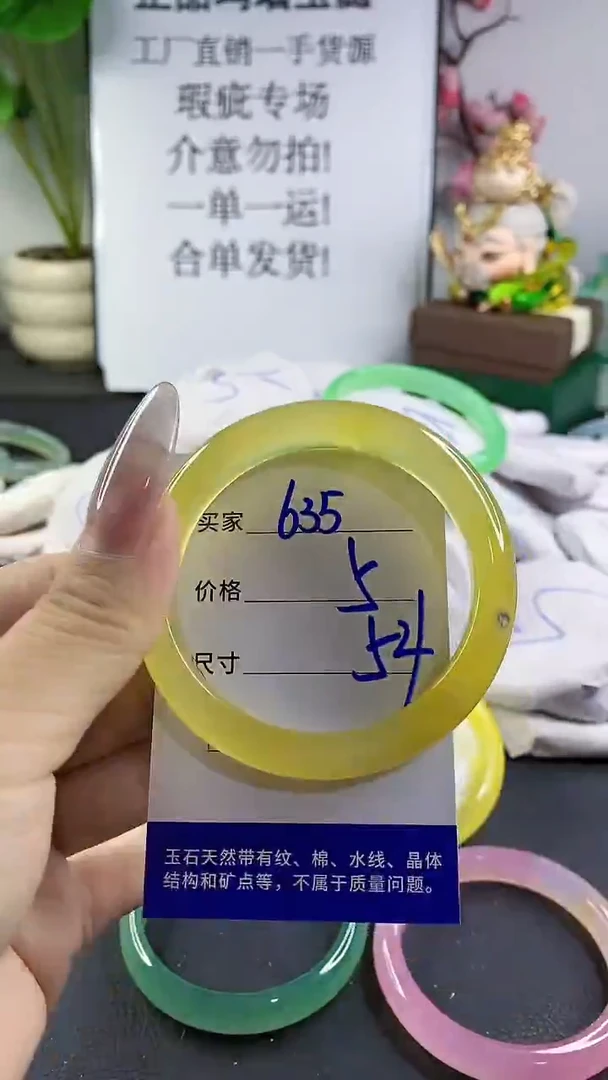 工厂直销一手货源
瑕疵专场
介意勿拍!
一单一运!
合单发货!
买家 635
价格 5
尺寸 54
玉石天然带有纹、棉、水线、晶体
结构和矿点等，不属于质量问题。